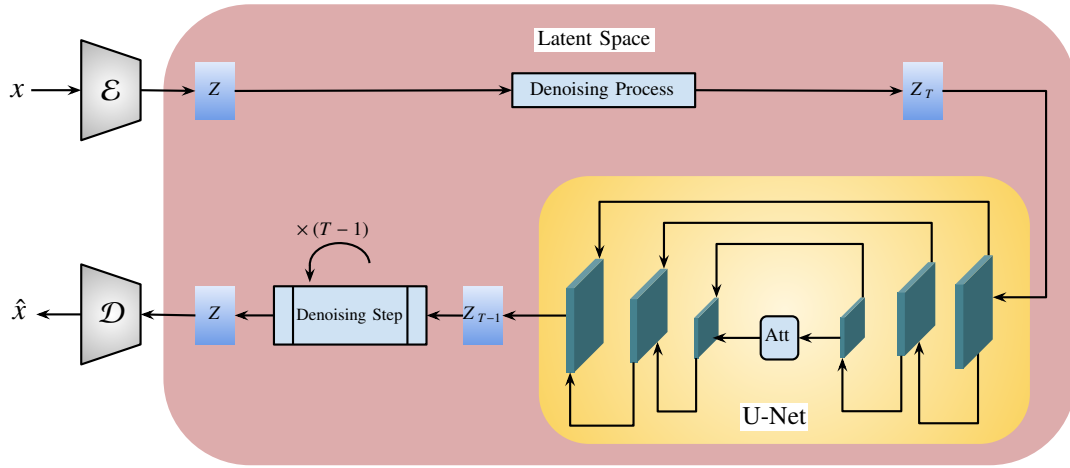 Latent Space
x
ℰ
Z
Denoising Process
Z_T
× (T − 1)
x̂
𝒟
Z
Denoising Step
Z_{T−1}
Att
U-Net